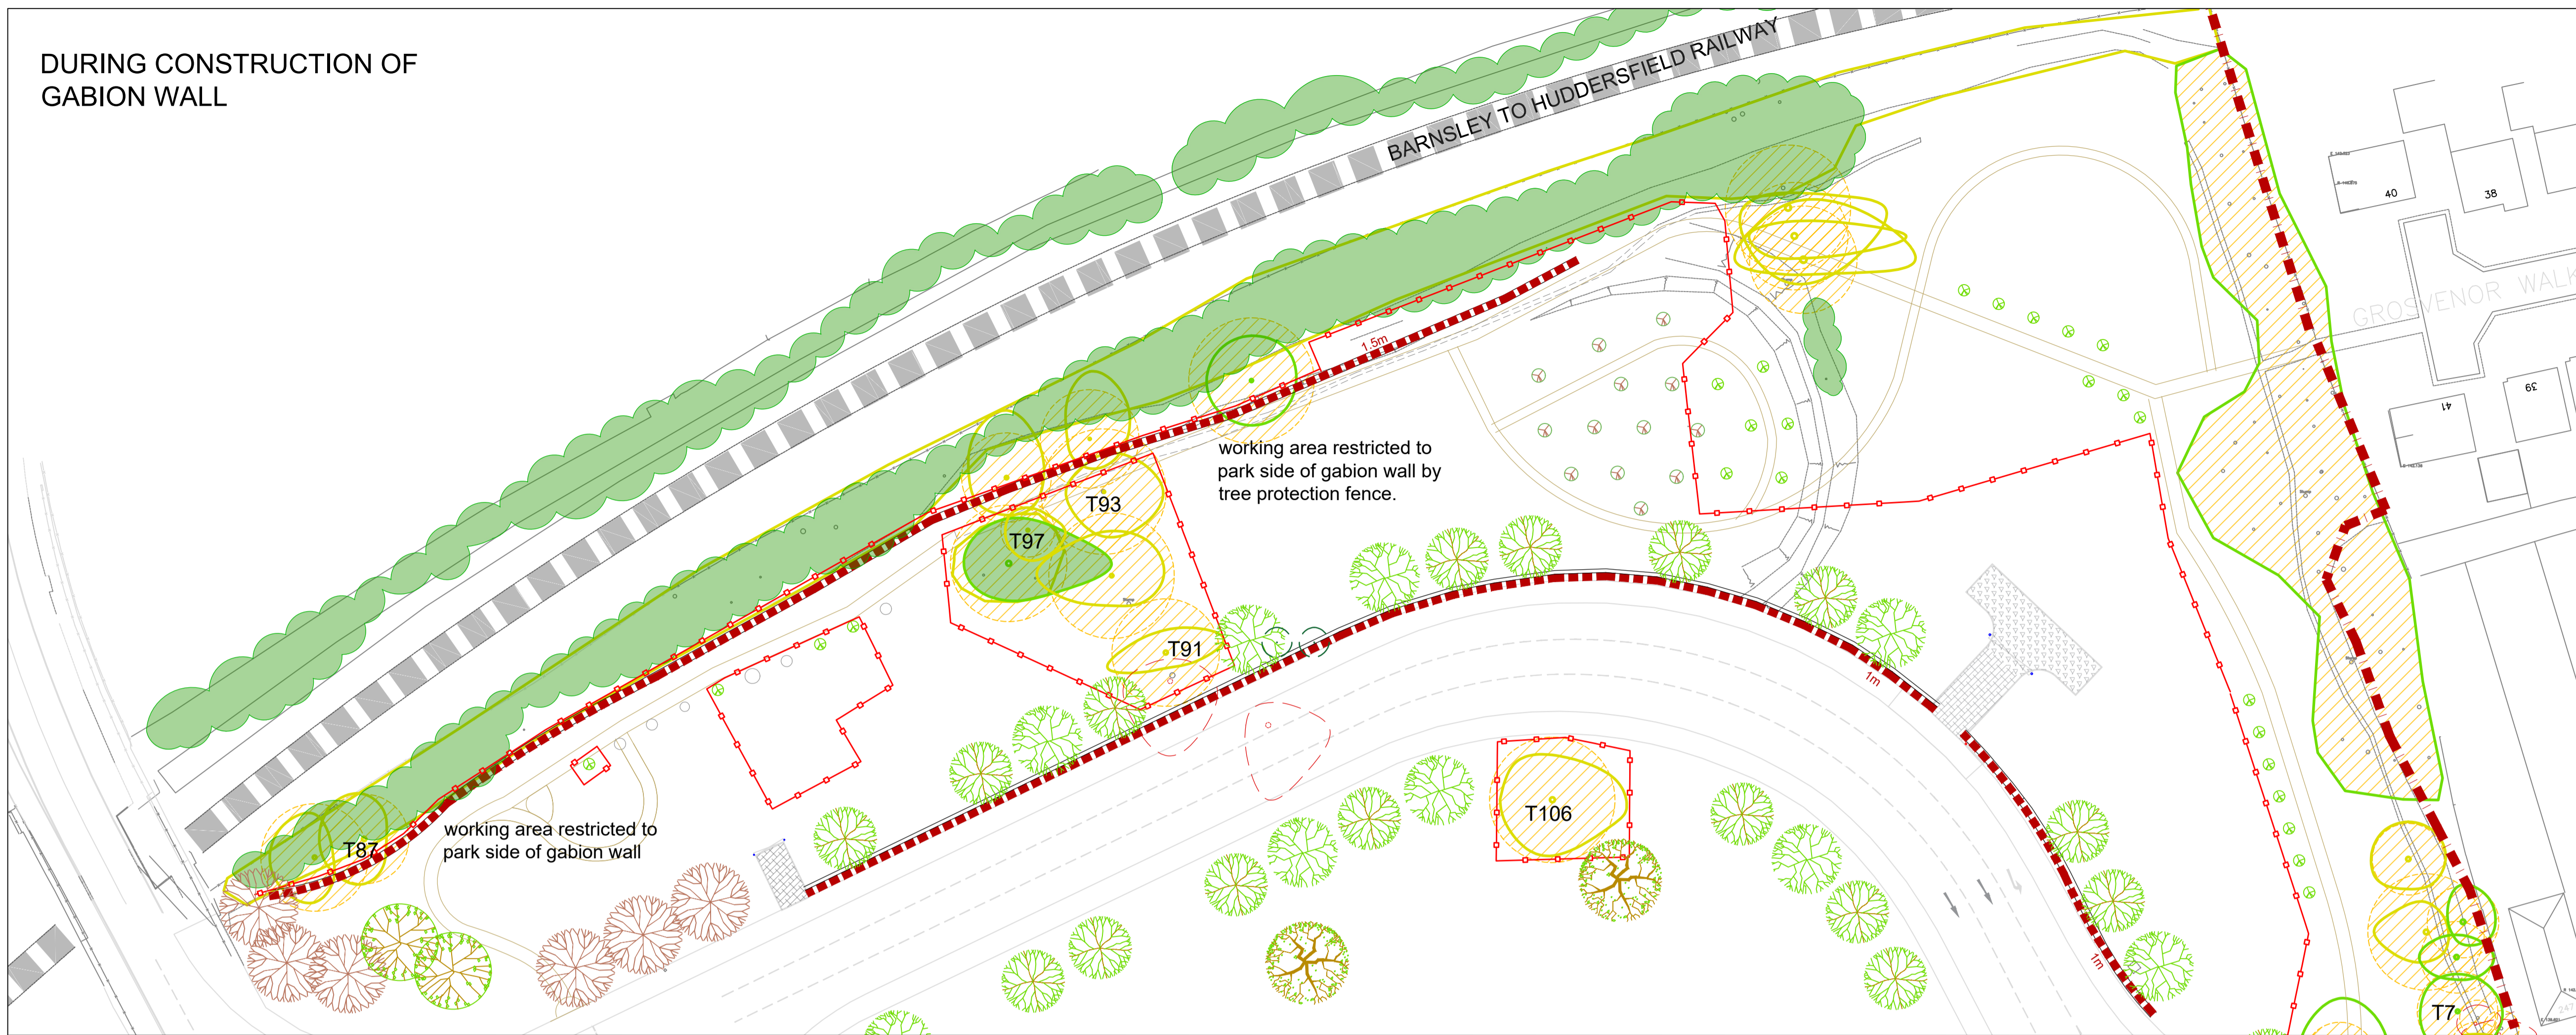 DURING CONSTRUCTION OF
GABION WALL
BARNSLEY TO HUDDERSFIELD RAILWAY
40
38
GROSVENOR WALK
1.5m
41
39
working area restricted to
park side of gabion wall by
tree protection fence.
T93
T97
T91
1m
T106
T87
working area restricted to
park side of gabion wall
1m
T7